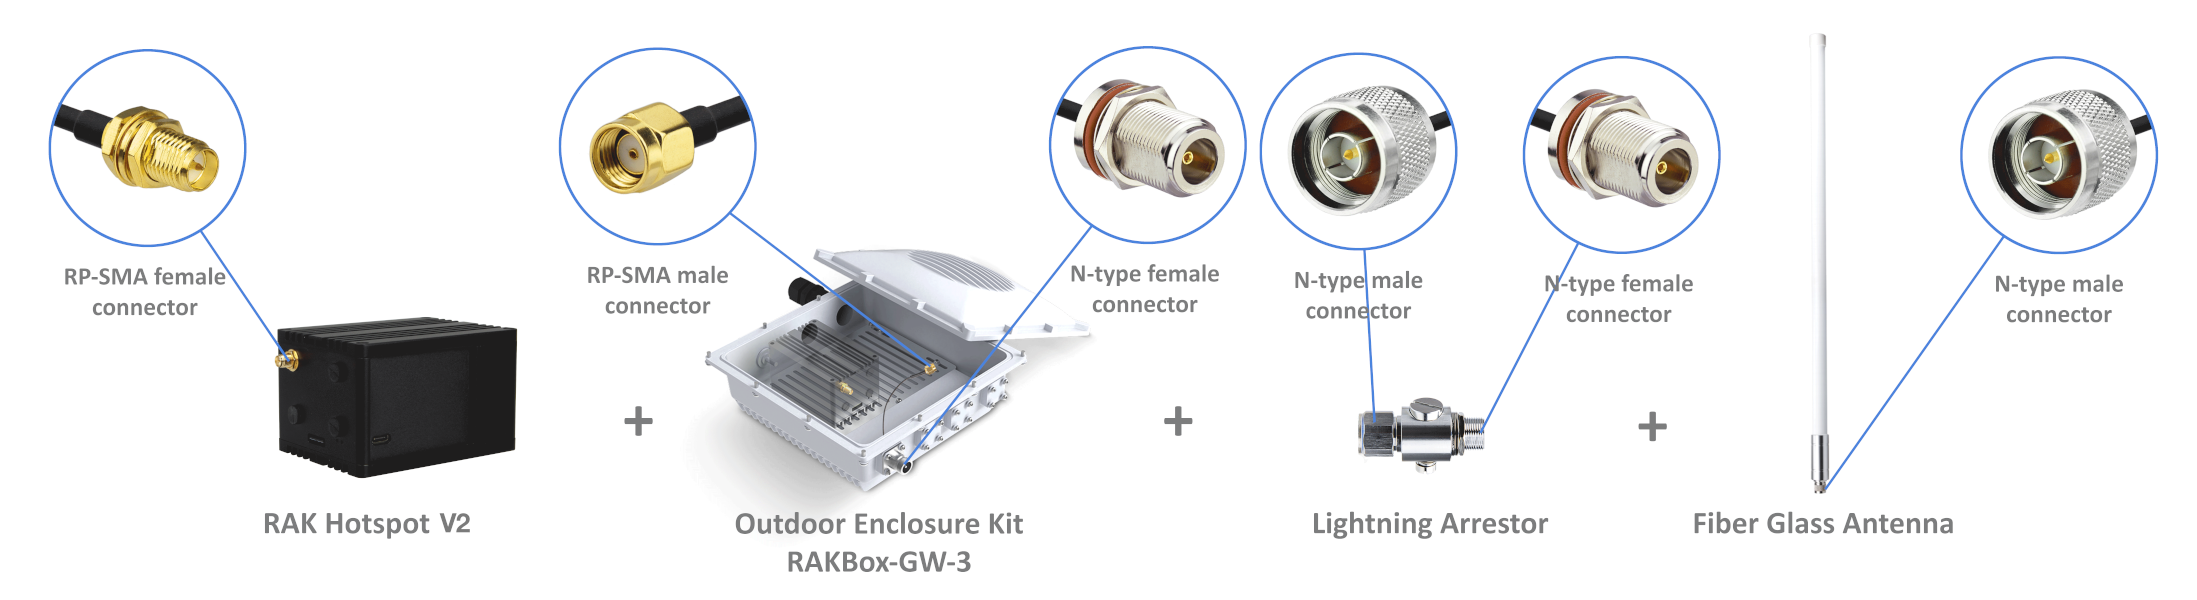 RP-SMA female
connector
RP-SMA male
connector
N-type female
connector
N-type male
connector
N-type female
connector
N-type male
connector
+
+
+
RAK Hotspot V2
Outdoor Enclosure Kit
RAKBox-GW-3
Lightning Arrestor
Fiber Glass Antenna